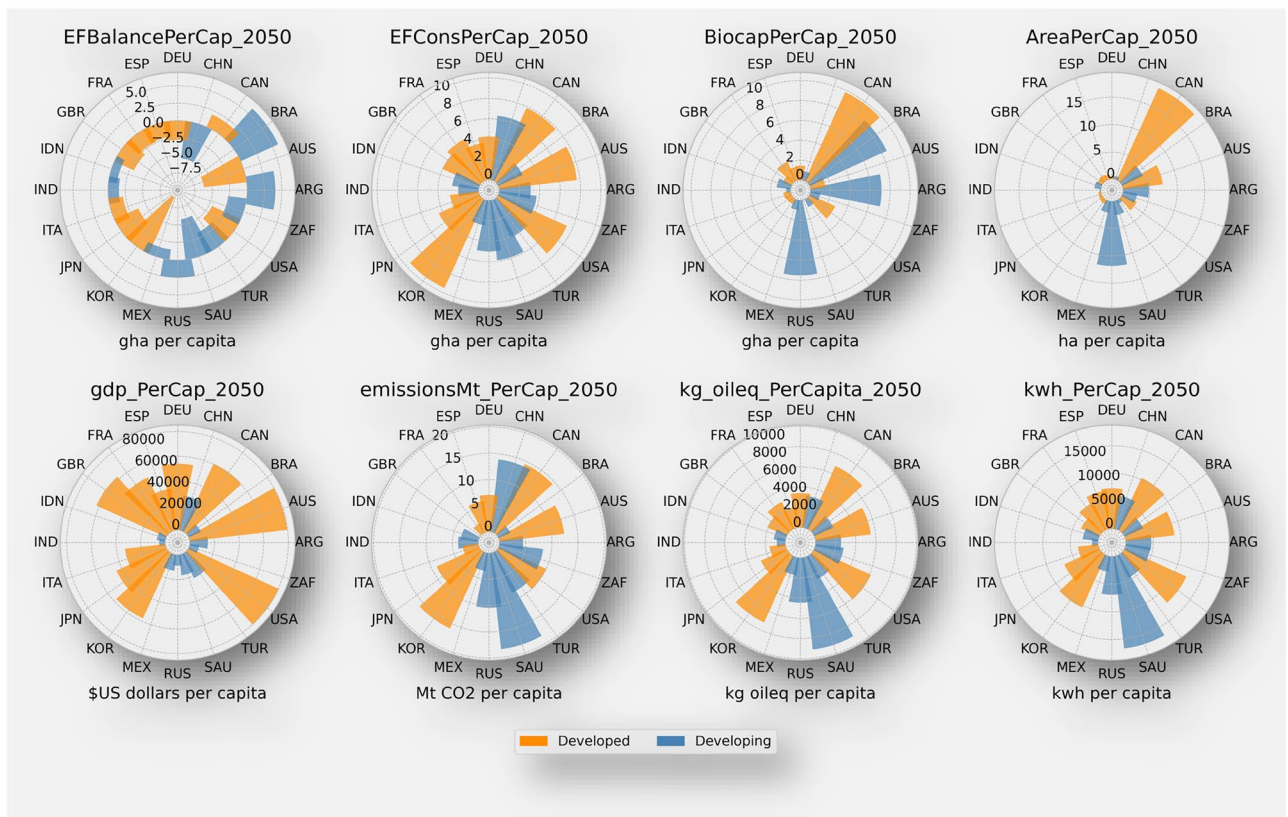 EFBalancePerCap_2050
EFConsPerCap_2050
BiocapPerCap_2050
AreaPerCap_2050
ARG
AUS
BRA
CAN
CHN
DEU
ESP
FRA
GBR
IDN
IND
ITA
JPN
KOR
MEX
RUS
SAU
TUR
USA
ZAF
−7.5
−5.0
−2.5
0.0
2.5
5.0
gha per capita
ARG
AUS
BRA
CAN
CHN
DEU
ESP
FRA
GBR
IDN
IND
ITA
JPN
KOR
MEX
RUS
SAU
TUR
USA
ZAF
0
2
4
6
8
10
gha per capita
ARG
AUS
BRA
CAN
CHN
DEU
ESP
FRA
GBR
IDN
IND
ITA
JPN
KOR
MEX
RUS
SAU
TUR
USA
ZAF
0
2
4
6
8
10
gha per capita
ARG
AUS
BRA
CAN
CHN
DEU
ESP
FRA
GBR
IDN
IND
ITA
JPN
KOR
MEX
RUS
SAU
TUR
USA
ZAF
0
5
10
15
ha per capita
gdp_PerCap_2050
emissionsMt_PerCap_2050
kg_oileq_PerCapita_2050
kwh_PerCap_2050
ARG
AUS
BRA
CAN
CHN
DEU
ESP
FRA
GBR
IDN
IND
ITA
JPN
KOR
MEX
RUS
SAU
TUR
USA
ZAF
0
20000
40000
60000
80000
$US dollars per capita
ARG
AUS
BRA
CAN
CHN
DEU
ESP
FRA
GBR
IDN
IND
ITA
JPN
KOR
MEX
RUS
SAU
TUR
USA
ZAF
0
5
10
15
20
Mt CO2 per capita
ARG
AUS
BRA
CAN
CHN
DEU
ESP
FRA
GBR
IDN
IND
ITA
JPN
KOR
MEX
RUS
SAU
TUR
USA
ZAF
0
2000
4000
6000
8000
10000
kg oileq per capita
ARG
AUS
BRA
CAN
CHN
DEU
ESP
FRA
GBR
IDN
IND
ITA
JPN
KOR
MEX
RUS
SAU
TUR
USA
ZAF
0
5000
10000
15000
kwh per capita
Developed
Developing